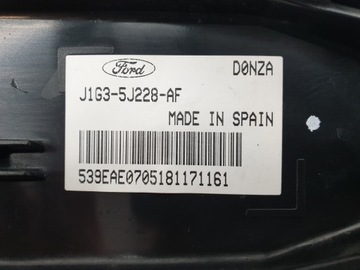 Ford
D0NZA
J1G3-5J228-AF
MADE IN SPAIN
539EAE0705181171161